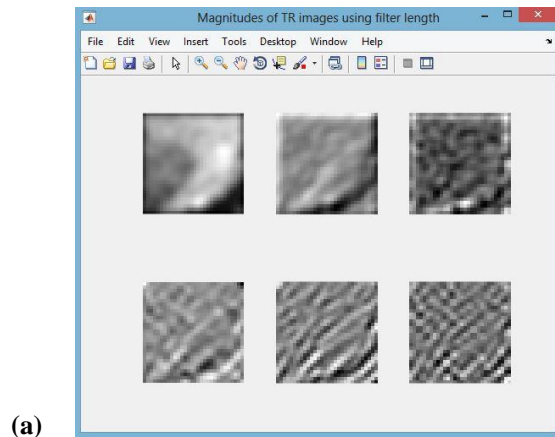 Magnitudes of TR images using filter length
File Edit View Insert Tools Desktop Window Help
(a)